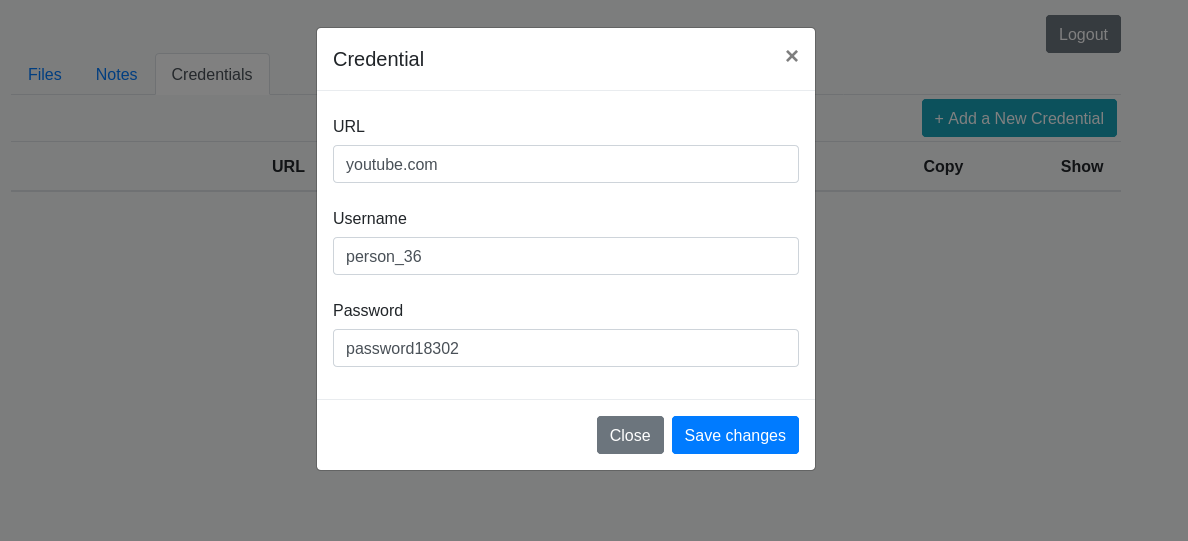 Logout
Files Notes Credentials
+ Add a New Credential
URL Copy Show
Credential ×
URL
youtube.com
Username
person_36
Password
password18302
Close Save changes